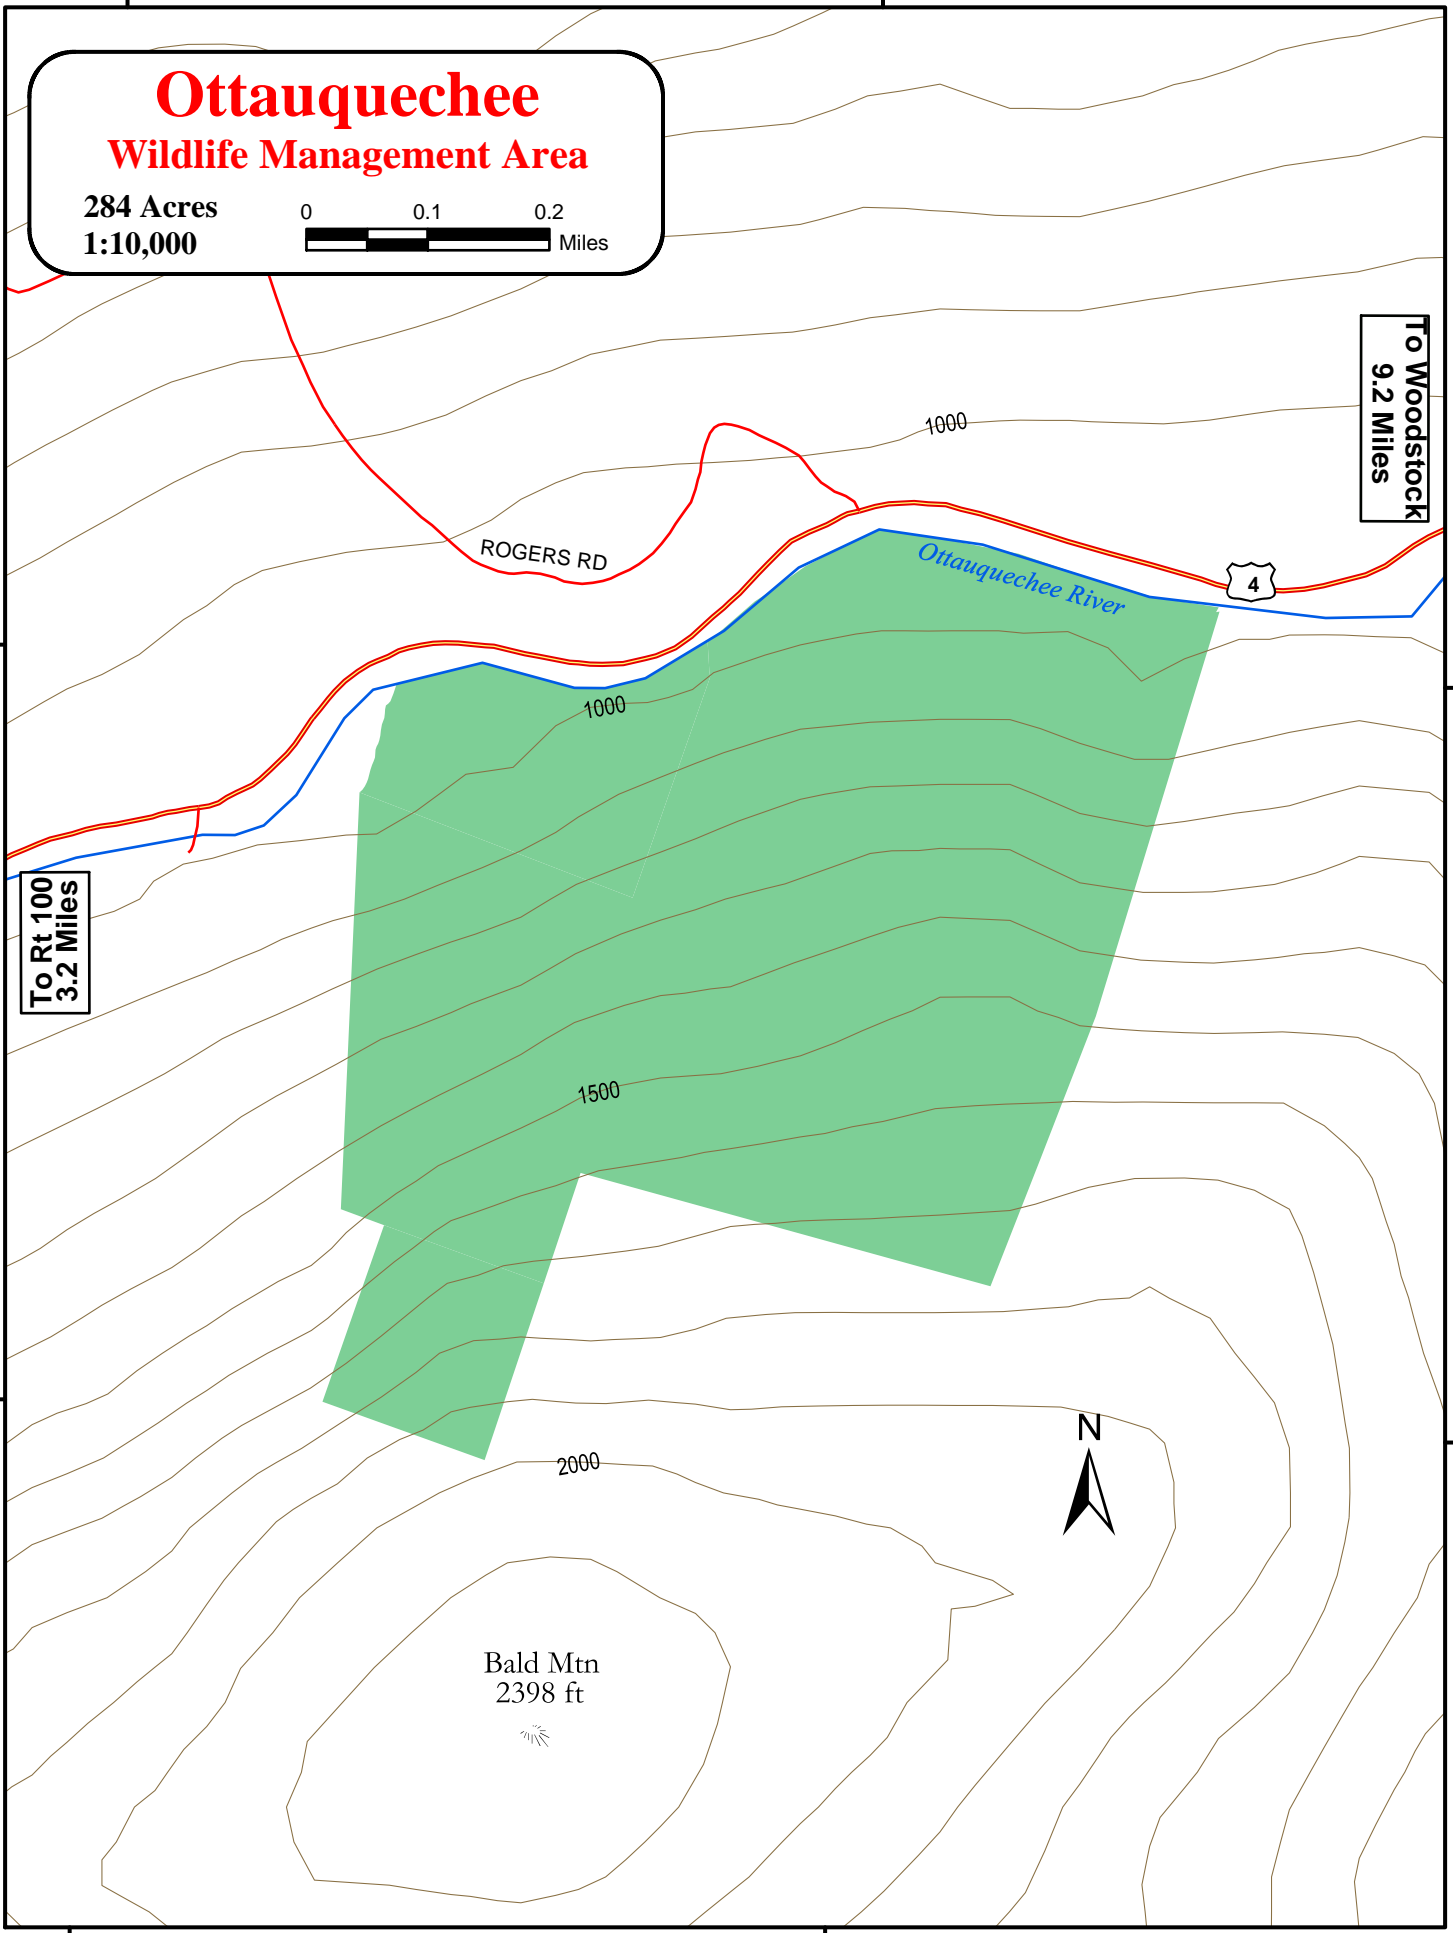 Ottauquechee
Wildlife Management Area
284 Acres
1:10,000
0 0.1 0.2
Miles
To Woodstock
9.2 Miles
1000
ROGERS RD
Ottauquechee River
4
1000
To Rt 100
3.2 Miles
1500
N
2000
Bald Mtn
2398 ft